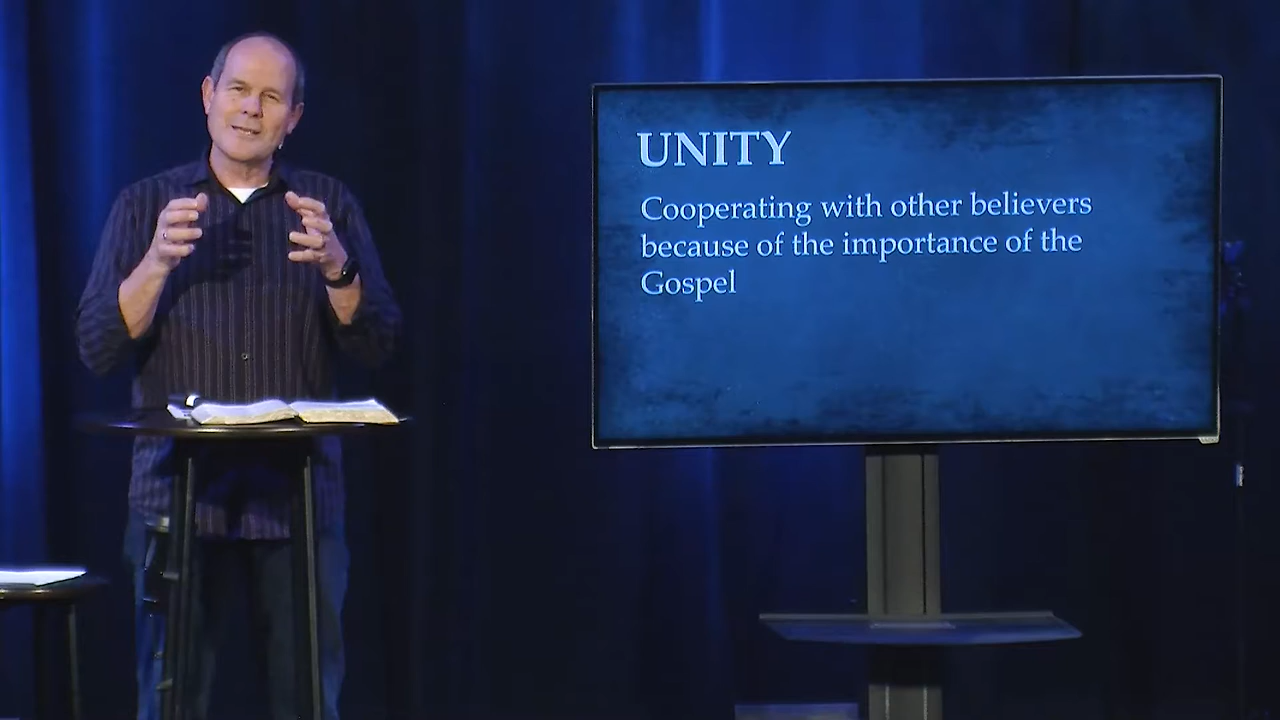 UNITY
Cooperating with other believers
because of the importance of the
Gospel